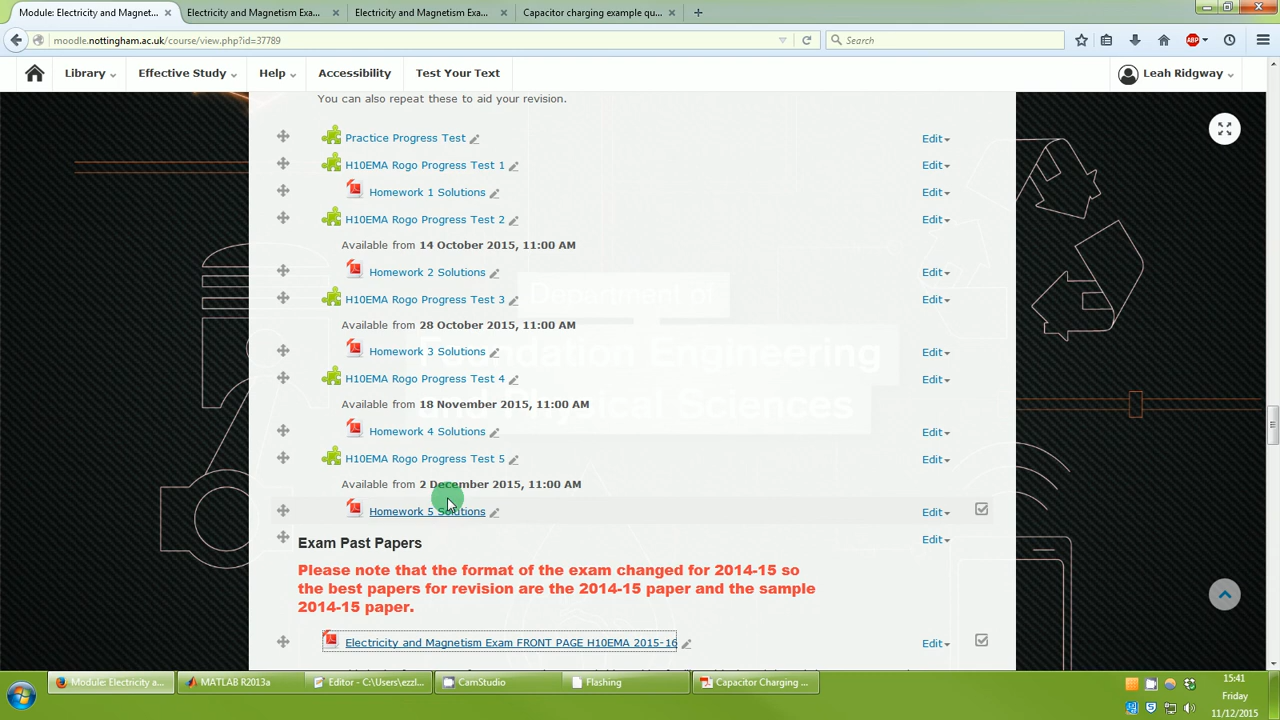 Module: Electricity and Magnet... × Electricity and Magnetism Exa... × Electricity and Magnetism Exa... × Capacitor charging example qu... × +
moodle.nottingham.ac.uk/course/view.php?id=37789 Search ABP
Library Effective Study Help Accessibility Test Your Text Leah Ridgway
You can also repeat these to aid your revision.
Practice Progress Test Edit
H10EMA Rogo Progress Test 1 Edit
Homework 1 Solutions Edit
H10EMA Rogo Progress Test 2 Edit
Available from 14 October 2015, 11:00 AM
Homework 2 Solutions Edit
Department of
H10EMA Rogo Progress Test 3 Edit
Available from 28 October 2015, 11:00 AM
Homework 3 Solutions Edit
Foundation Engineering
H10EMA Rogo Progress Test 4 Edit
Available from 18 November 2015, 11:00 AM
and Physical Sciences
Homework 4 Solutions Edit
H10EMA Rogo Progress Test 5 Edit
Available from 2 December 2015, 11:00 AM
Homework 5 Solutions Edit
Exam Past Papers Edit
Please note that the format of the exam changed for 2014-15 so
the best papers for revision are the 2014-15 paper and the sample
2014-15 paper.
Electricity and Magnetism Exam FRONT PAGE H10EMA 2015-16 Edit
Module: Electricity a... MATLAB R2013a Editor - C:\Users\ezzl... CamStudio Flashing Capacitor Charging ...
15:41
Friday
11/12/2015